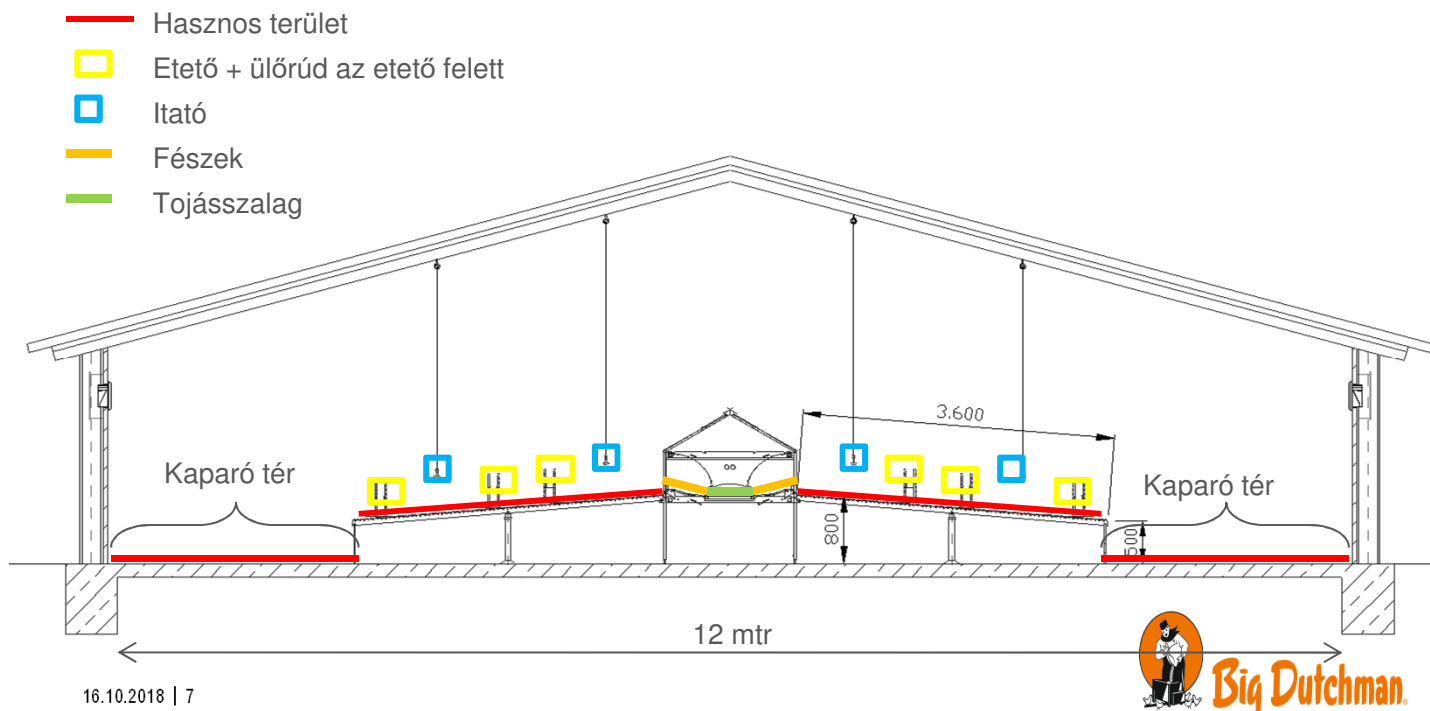 Hasznos terület
Etető + ülőrúd az etető felett
Itató
Fészek
Tojásszalag
3.600
Kaparó tér
Kaparó tér
800
500
12 mtr
Big Dutchman.
16.10.2018 | 7